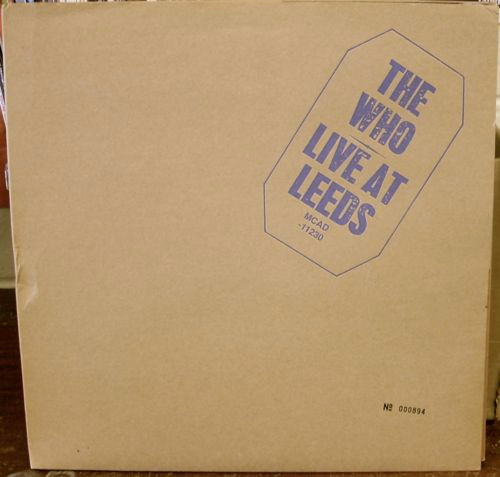 THE
WHO
LIVE AT
LEEDS
MCAD
-11230
Nº 000894